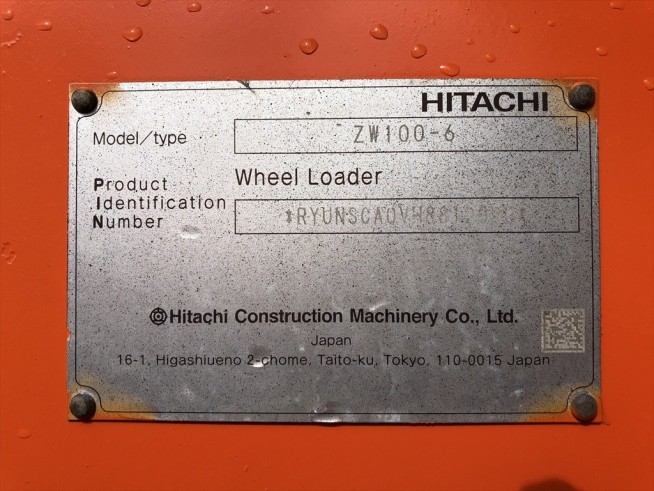 HITACHI
Model/type ZW100-6
Wheel Loader
Product
Identification
Number
Hitachi Construction Machinery Co., Ltd.
Japan
16-1, Higashiueno 2-chome, Taito-ku, Tokyo, 110-0015 Japan